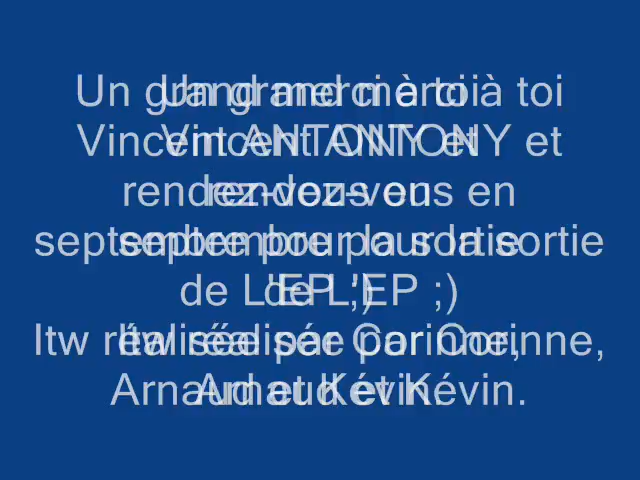 Un grand merci à toi
Vincent ANTONY et
rendez-vous en
septembre pour la sortie
de L'EP ;)
Itw réalisée par Corinne,
Arnaud et Kévin.